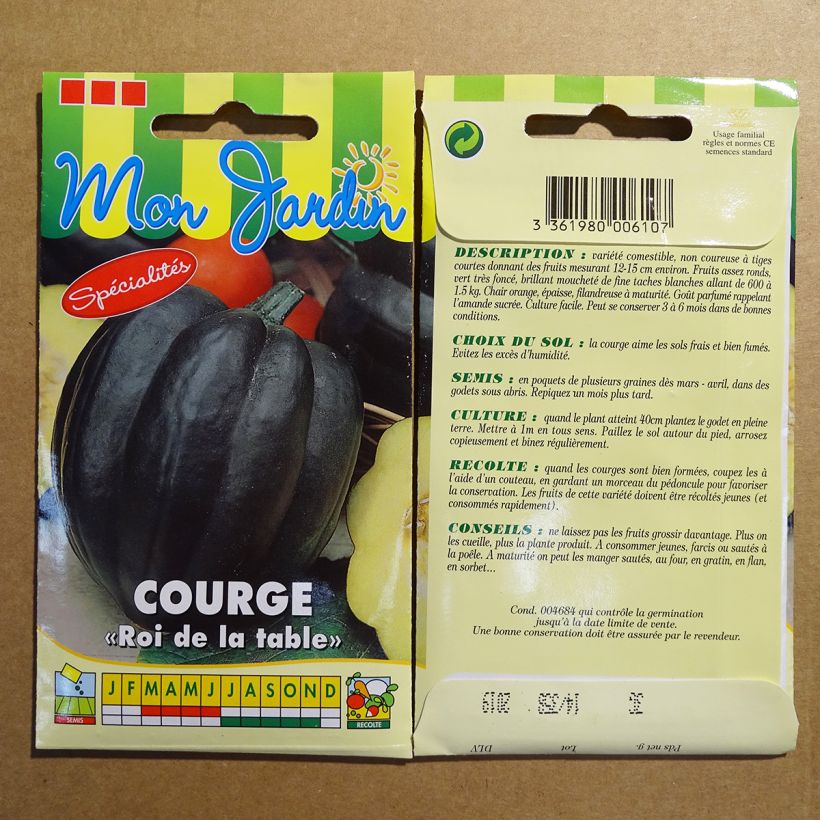 Mon Jardin
Spécialités
COURGE
«Roi de la table»
J F M A M J J A S O N D
SEMIS
RECOLTE
Usage familial
règles et normes CE
semences standard
3 361980 006107
DESCRIPTION : variété comestible, non coureuse à tiges
courtes donnant des fruits mesurant 12-15 cm environ. Fruits assez ronds,
vert très foncé, brillant moucheté de fine taches blanches allant de 600 à
1.5 kg. Chair orange, épaisse, filandreuse à maturité. Goût parfumé rappelant
l'amande sucrée. Culture facile. Peut se conserver 3 à 6 mois dans de bonnes
conditions.
CHOIX DU SOL : la courge aime les sols frais et bien fumés.
Evitez les excès d'humidité.
SEMIS : en poquets de plusieurs graines dès mars - avril, dans des
godets sous abris. Repiquez un mois plus tard.
CULTURE : quand le plant atteint 40cm plantez le godet en pleine
terre. Mettre à 1m en tous sens. Paillez le sol autour du pied, arrosez
copieusement et binez régulièrement.
RECOLTE : quand les courges sont bien formées, coupez les à
l'aide d'un couteau, en gardant un morceau du pédoncule pour favoriser
la conservation. Les fruits de cette variété doivent être récoltés jeunes (et
consommés rapidement).
CONSEILS : ne laissez pas les fruits grossir davantage. Plus on
les cueille, plus la plante produit. A consommer jeunes, farcis ou sautés à
la poêle. A maturité on peut les manger sautés, au four, en gratin, en flan,
en sorbet...
Cond. 004684 qui contrôle la germination
jusqu'à la date limite de vente.
Une bonne conservation doit être assurée par le revendeur.
2019
DLV Lot Pds net g.